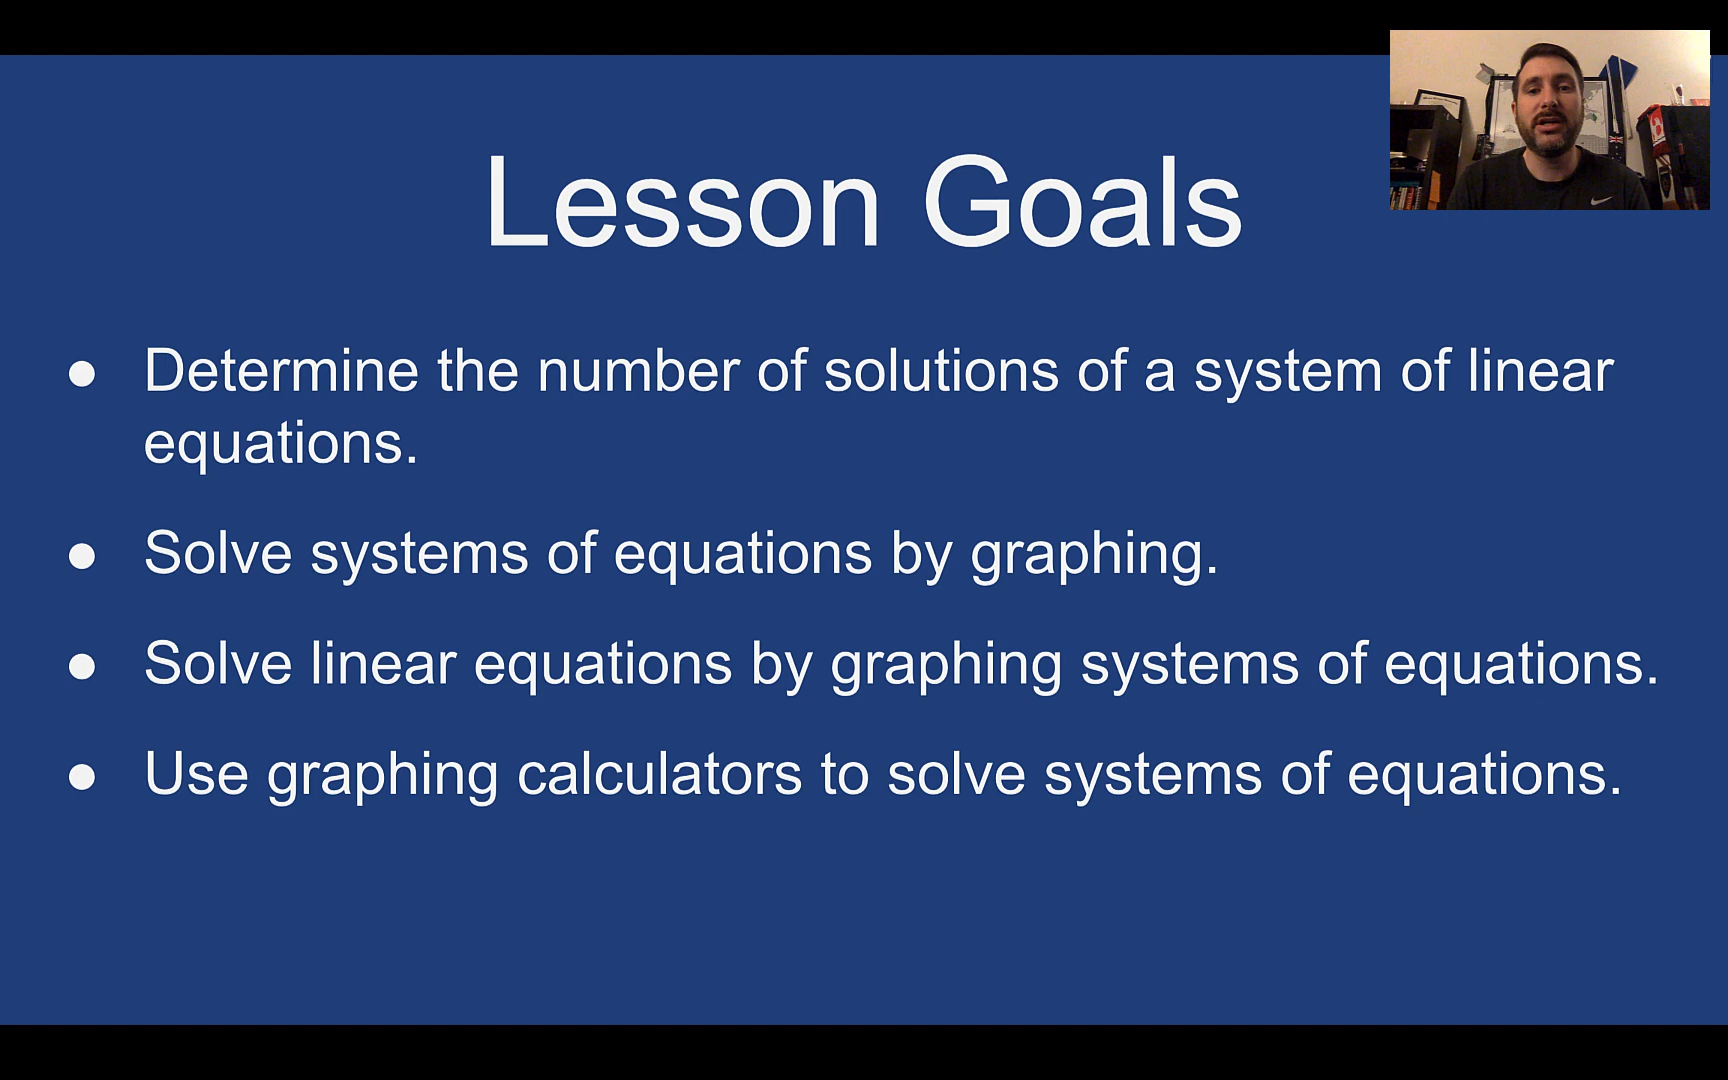 Lesson Goals
● Determine the number of solutions of a system of linear
equations.
● Solve systems of equations by graphing.
● Solve linear equations by graphing systems of equations.
● Use graphing calculators to solve systems of equations.